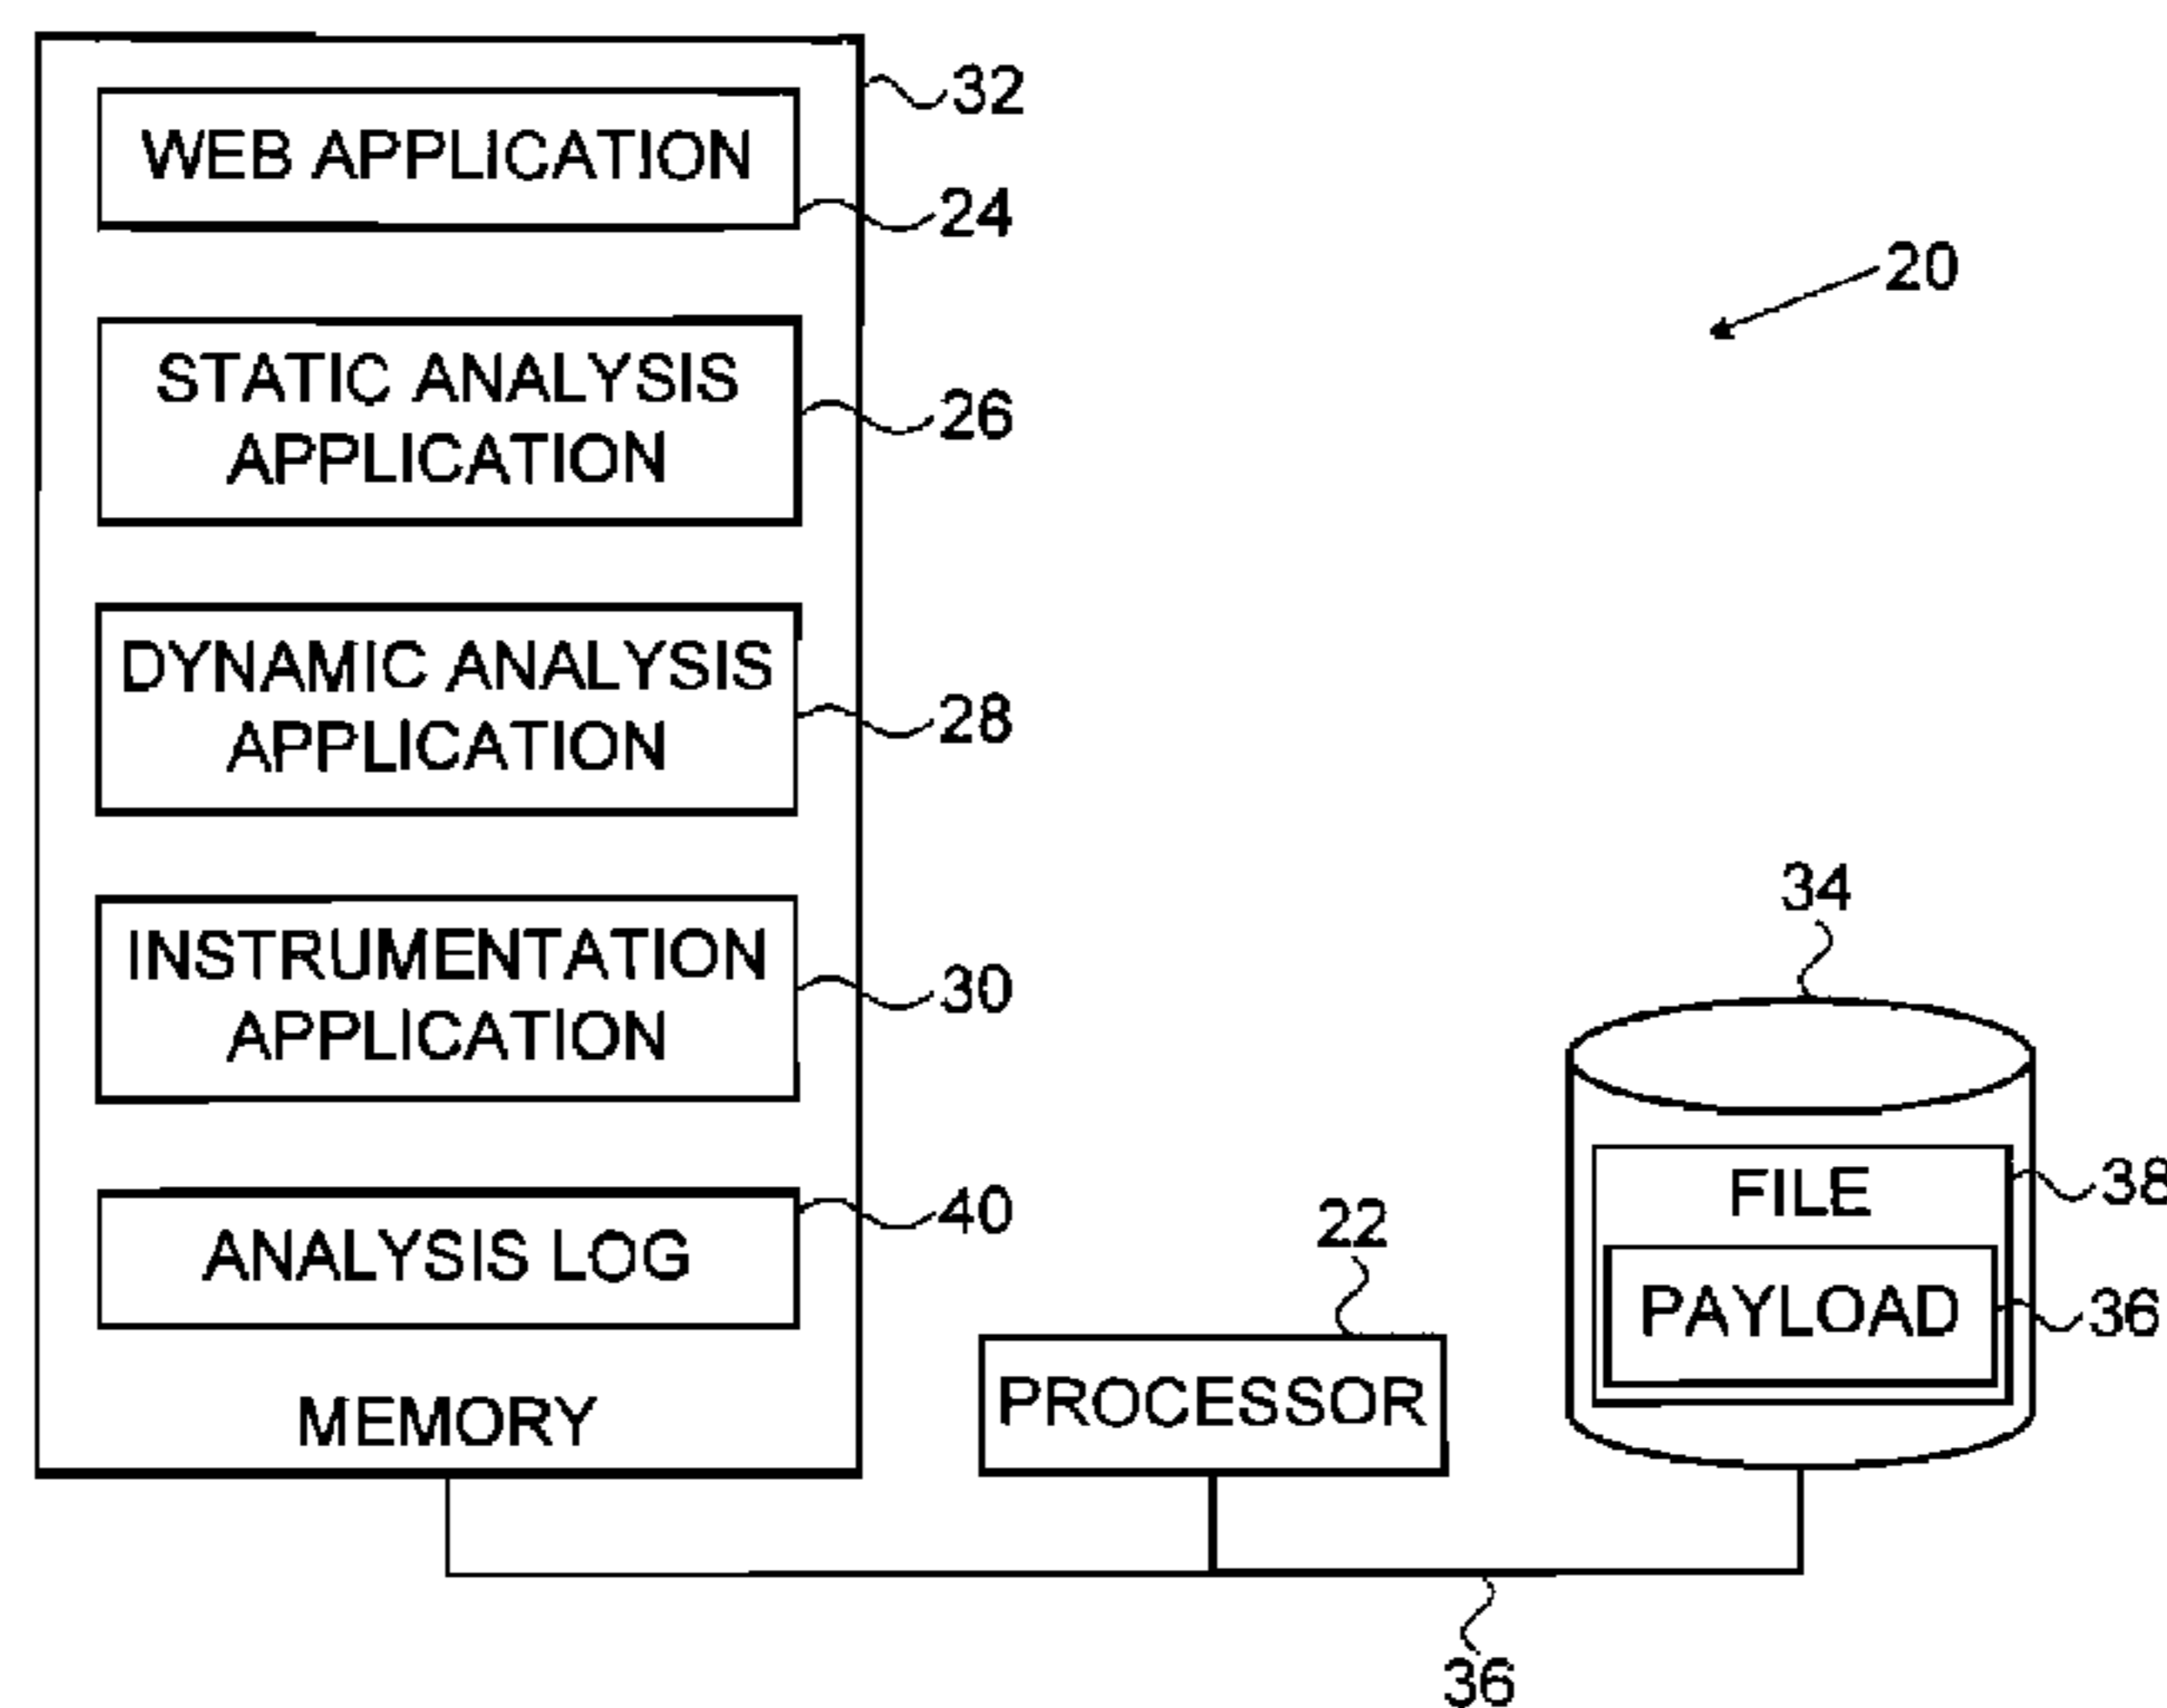 32
WEB APPLICATION
24
20
STATIC ANALYSIS
APPLICATION
26
DYNAMIC ANALYSIS
APPLICATION
28
INSTRUMENTATION
APPLICATION
30
ANALYSIS LOG
40
MEMORY
22
PROCESSOR
34
FILE
38
PAYLOAD
36
36